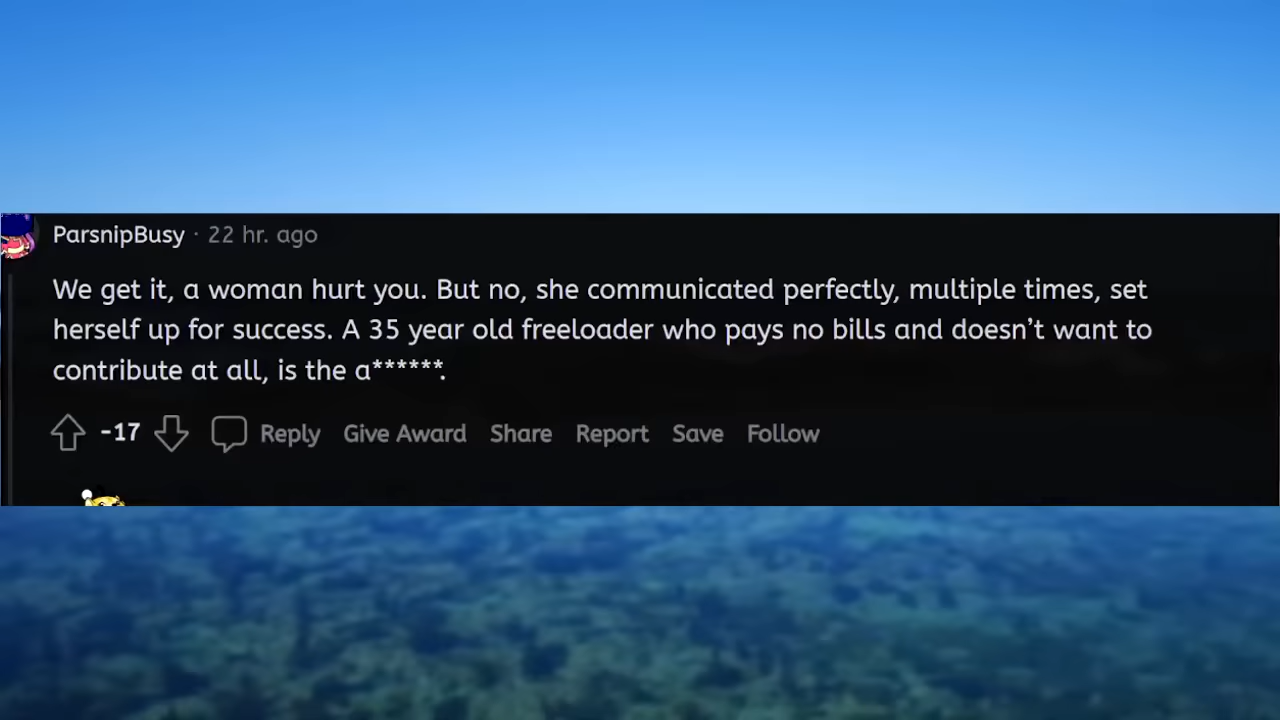 ParsnipBusy · 22 hr. ago
We get it, a woman hurt you. But no, she communicated perfectly, multiple times, set
herself up for success. A 35 year old freeloader who pays no bills and doesn’t want to
contribute at all, is the a******.
-17 Reply Give Award Share Report Save Follow